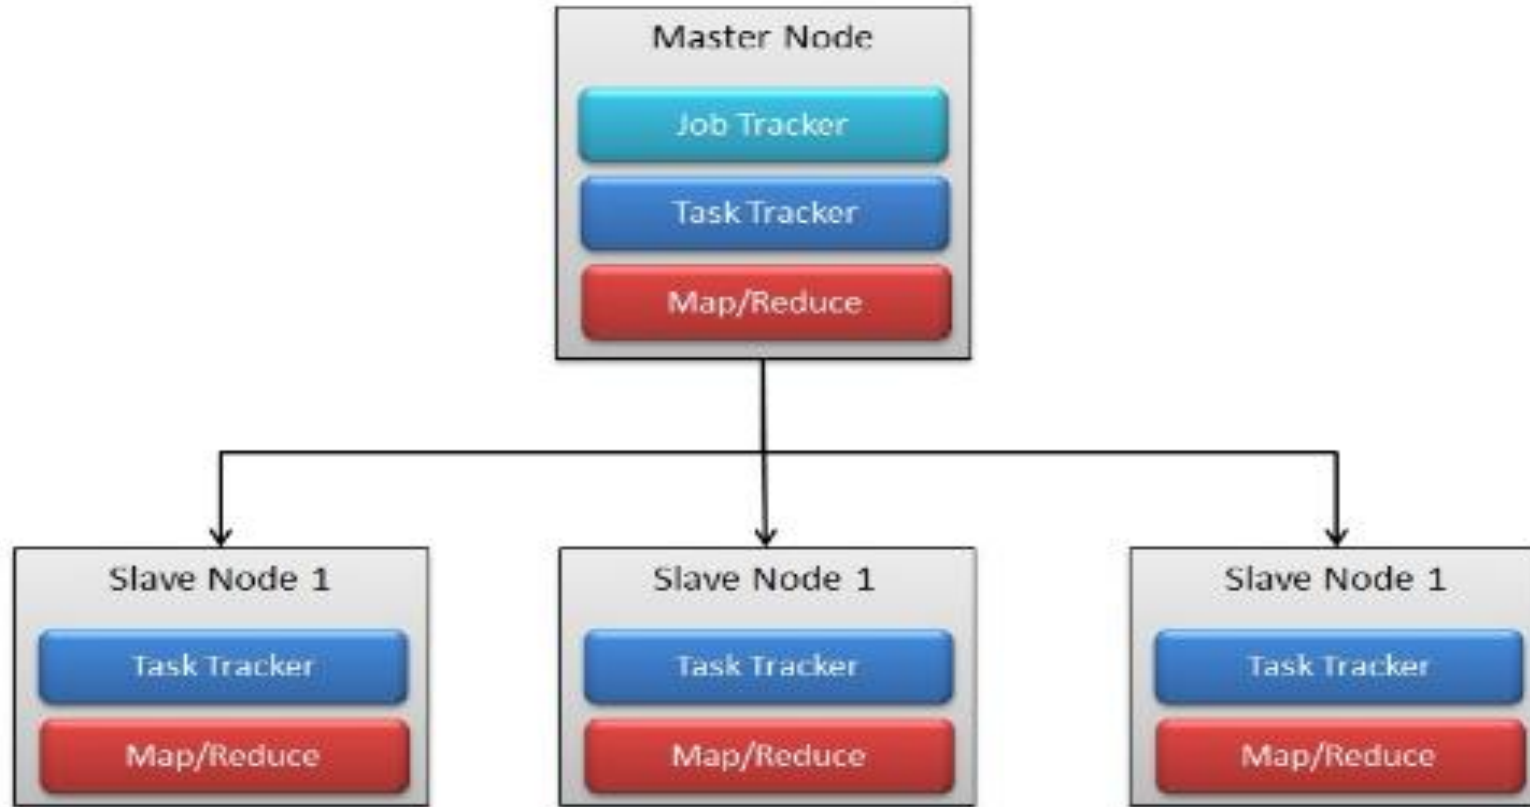 Master Node
Job Tracker
Task Tracker
Map/Reduce
Slave Node 1
Task Tracker
Map/Reduce
Slave Node 1
Task Tracker
Map/Reduce
Slave Node 1
Task Tracker
Map/Reduce